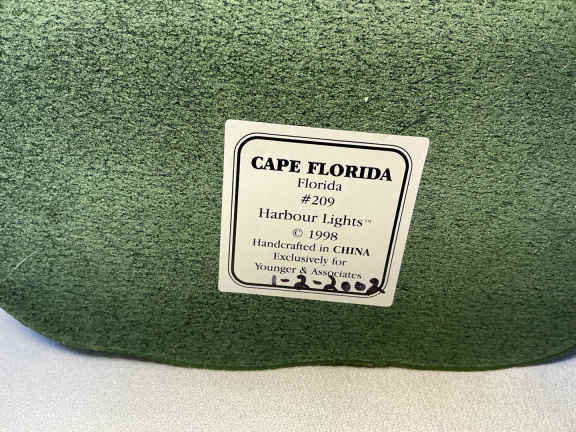 CAPE FLORIDA
Florida
#209
Harbour Lights™
© 1998
Handcrafted in CHINA
Exclusively for
Younger & Associates
1-2-2002